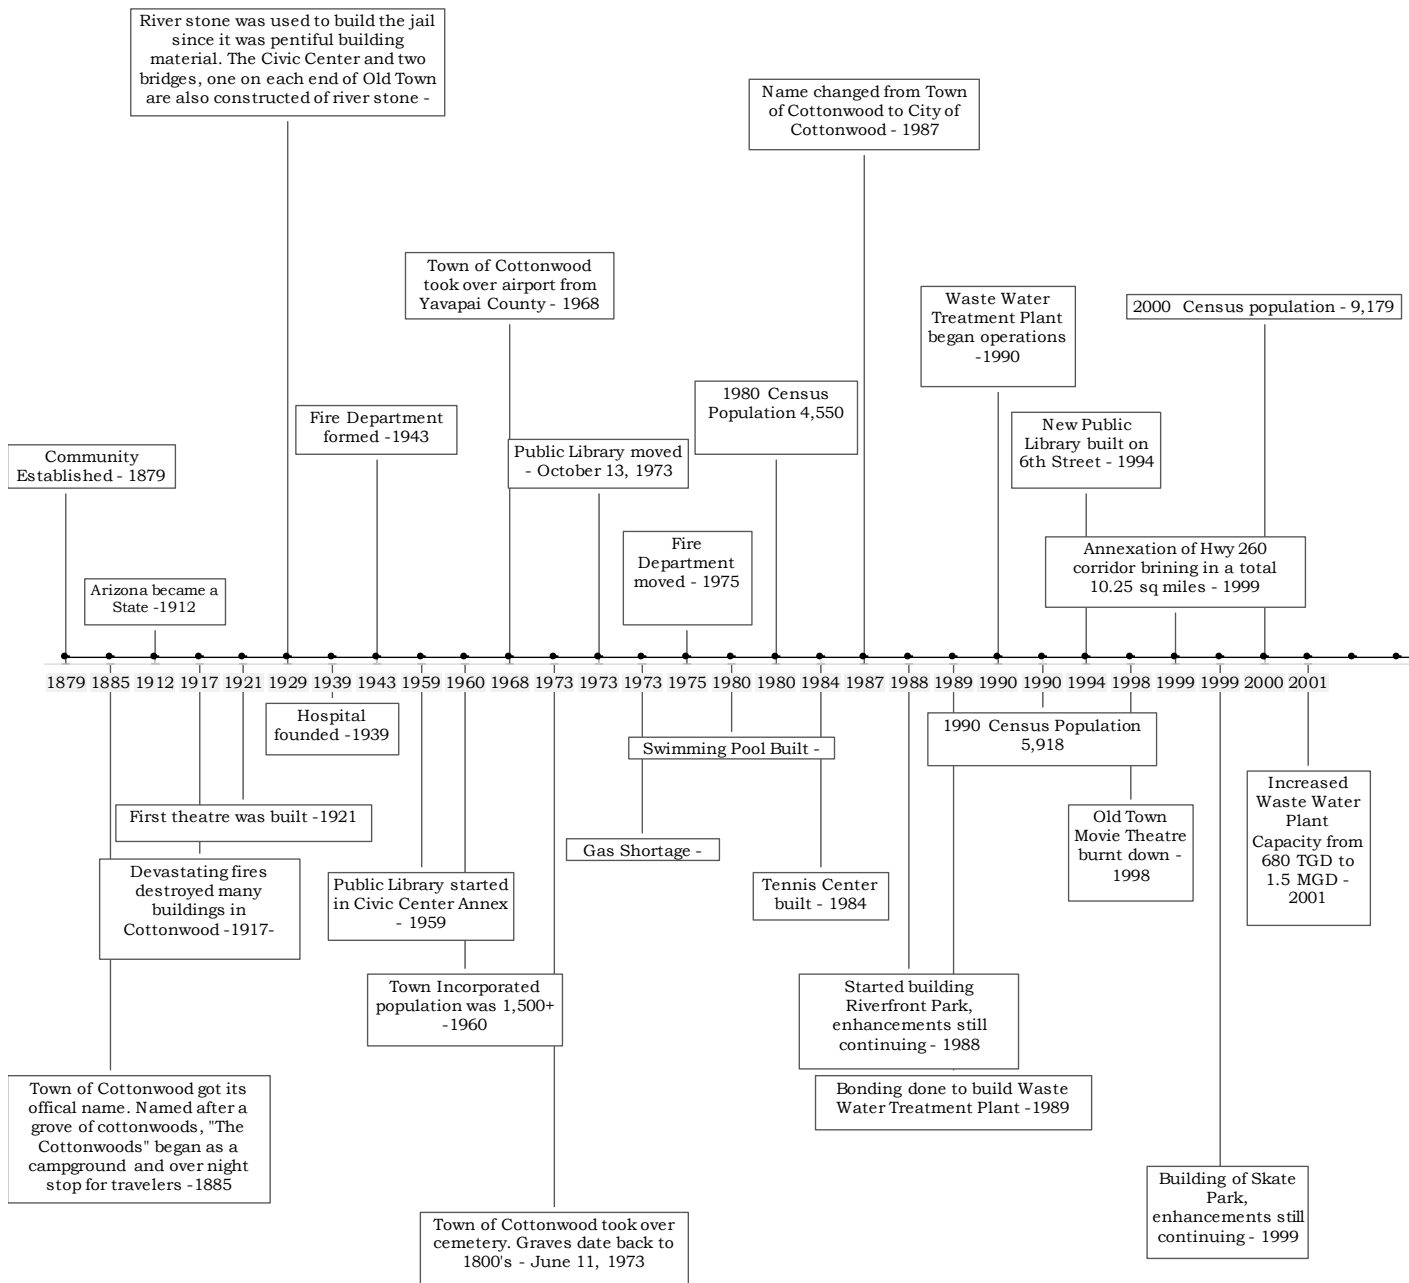 River stone was used to build the jail
since it was pentiful building
material. The Civic Center and two
bridges, one on each end of Old Town
are also constructed of river stone -
Name changed from Town
of Cottonwood to City of
Cottonwood - 1987
Town of Cottonwood
took over airport from
Yavapai County - 1968
Waste Water
Treatment Plant
began operations
-1990
2000 Census population - 9,179
1980 Census
Population 4,550
Fire Department
formed -1943
New Public
Library built on
6th Street - 1994
Public Library moved
- October 13, 1973
Community
Established - 1879
Fire
Department
moved - 1975
Annexation of Hwy 260
corridor brining in a total
10.25 sq miles - 1999
Arizona became a
State -1912
1879 1885 1912 1917 1921 1929 1939 1943 1959 1960 1968 1973 1973 1973 1975 1980 1980 1984 1987 1988 1989 1990 1990 1994 1998 1999 1999 2000 2001
Hospital
founded -1939
1990 Census Population
5,918
Swimming Pool Built -
Increased
Waste Water
Plant
Capacity from
680 TGD to
1.5 MGD -
2001
First theatre was built -1921
Old Town
Movie Theatre
burnt down -
1998
Gas Shortage -
Devastating fires
destroyed many
buildings in
Cottonwood -1917-
Public Library started
in Civic Center Annex
- 1959
Tennis Center
built - 1984
Town Incorporated
population was 1,500+
-1960
Started building
Riverfront Park,
enhancements still
continuing - 1988
Town of Cottonwood got its
offical name. Named after a
grove of cottonwoods, "The
Cottonwoods" began as a
campground and over night
stop for travelers -1885
Bonding done to build Waste
Water Treatment Plant -1989
Building of Skate
Park,
enhancements still
continuing - 1999
Town of Cottonwood took over
cemetery. Graves date back to
1800's - June 11, 1973